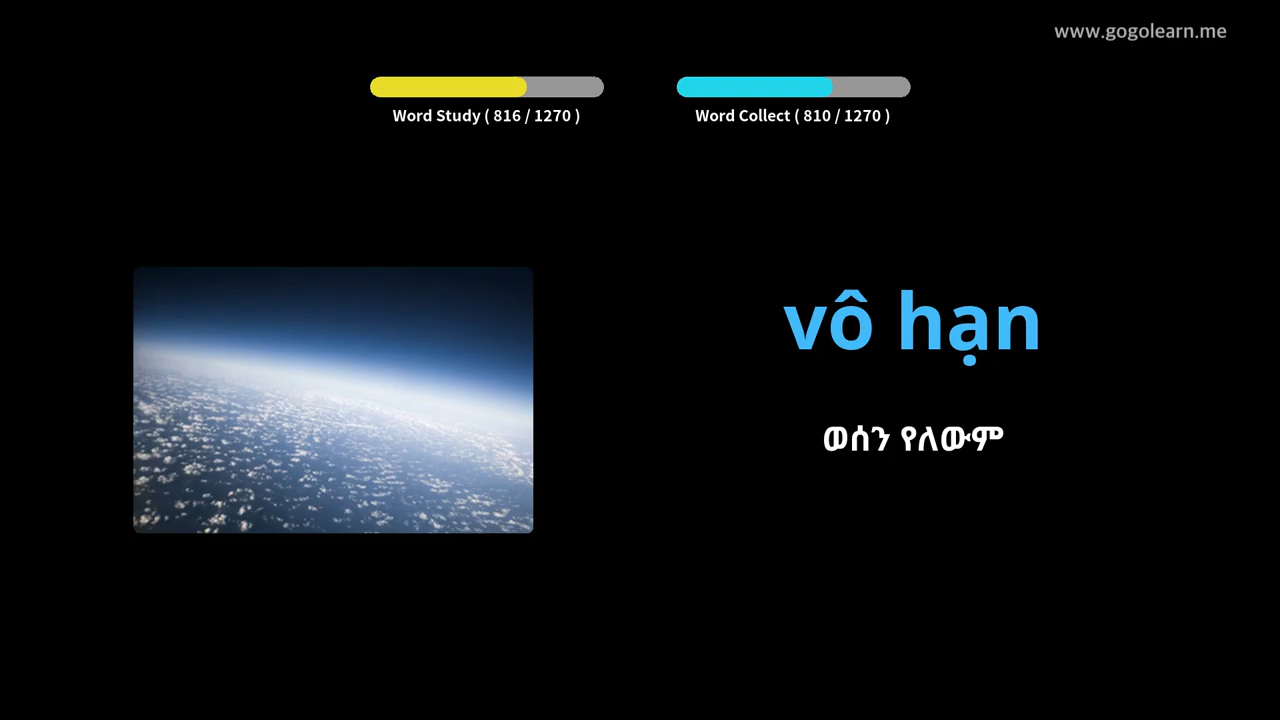 www.gogolearn.me
Word Study ( 816 / 1270 )
Word Collect ( 810 / 1270 )
vô hạn
ወሰን የለውም